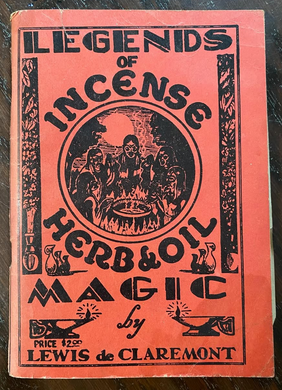 LEGENDS
OF
INCENSE
HERB & OIL
MAGIC
by
PRICE $2.00
LEWIS de CLAREMONT